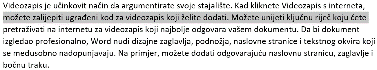 Videozapis je učinkovit način da argumentirate svoje stajalište. Kad kliknete Videozapis s interneta,
možete zalijepiti ugrađeni kod za videozapis koji želite dodati. Možete unijeti ključnu riječ koju ćete
pretraživati na internetu za videozapis koji najbolje odgovara vašem dokumentu. Da bi dokument
izgledao profesionalno, Word nudi dizajne zaglavlja, podnožja, naslovne stranice i tekstnog okvira koji
se međusobno nadopunjavaju. Na primjer, možete dodati odgovarajuću naslovnu stranicu, zaglavlje i
bočnu traku.